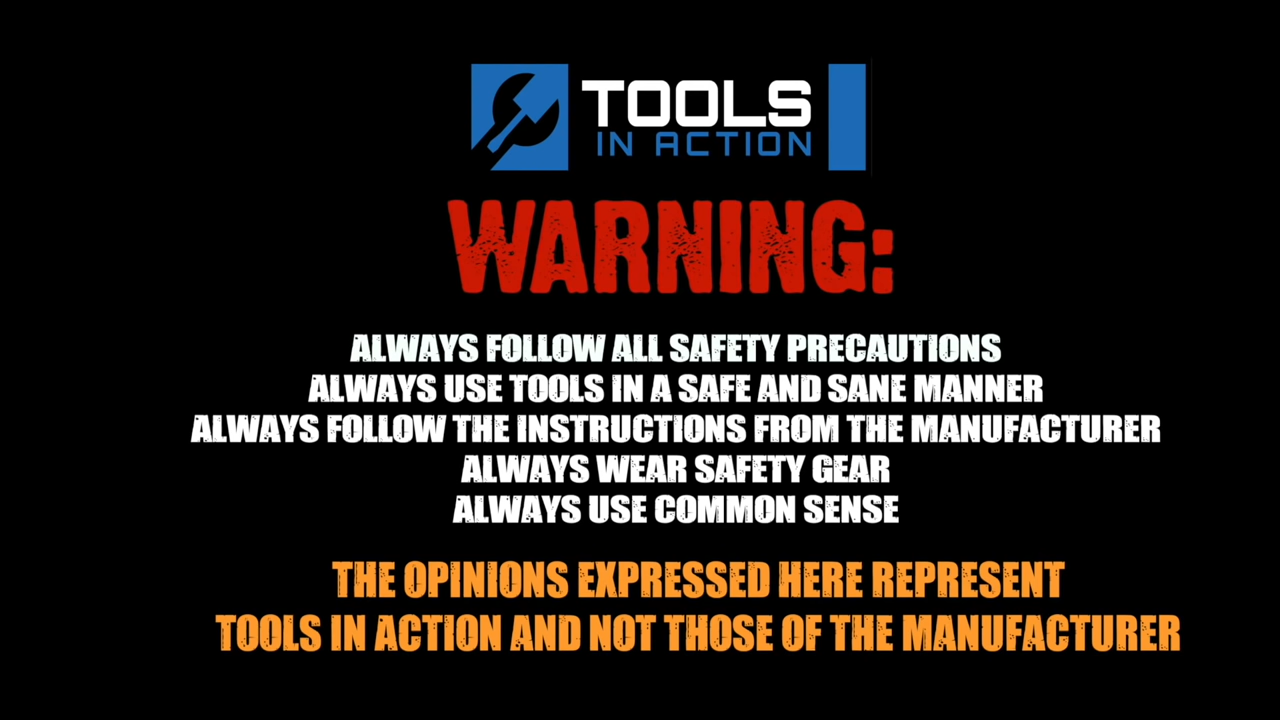 TOOLS
IN ACTION
WARNING:
ALWAYS FOLLOW ALL SAFETY PRECAUTIONS
ALWAYS USE TOOLS IN A SAFE AND SANE MANNER
ALWAYS FOLLOW THE INSTRUCTIONS FROM THE MANUFACTURER
ALWAYS WEAR SAFETY GEAR
ALWAYS USE COMMON SENSE
THE OPINIONS EXPRESSED HERE REPRESENT
TOOLS IN ACTION AND NOT THOSE OF THE MANUFACTURER